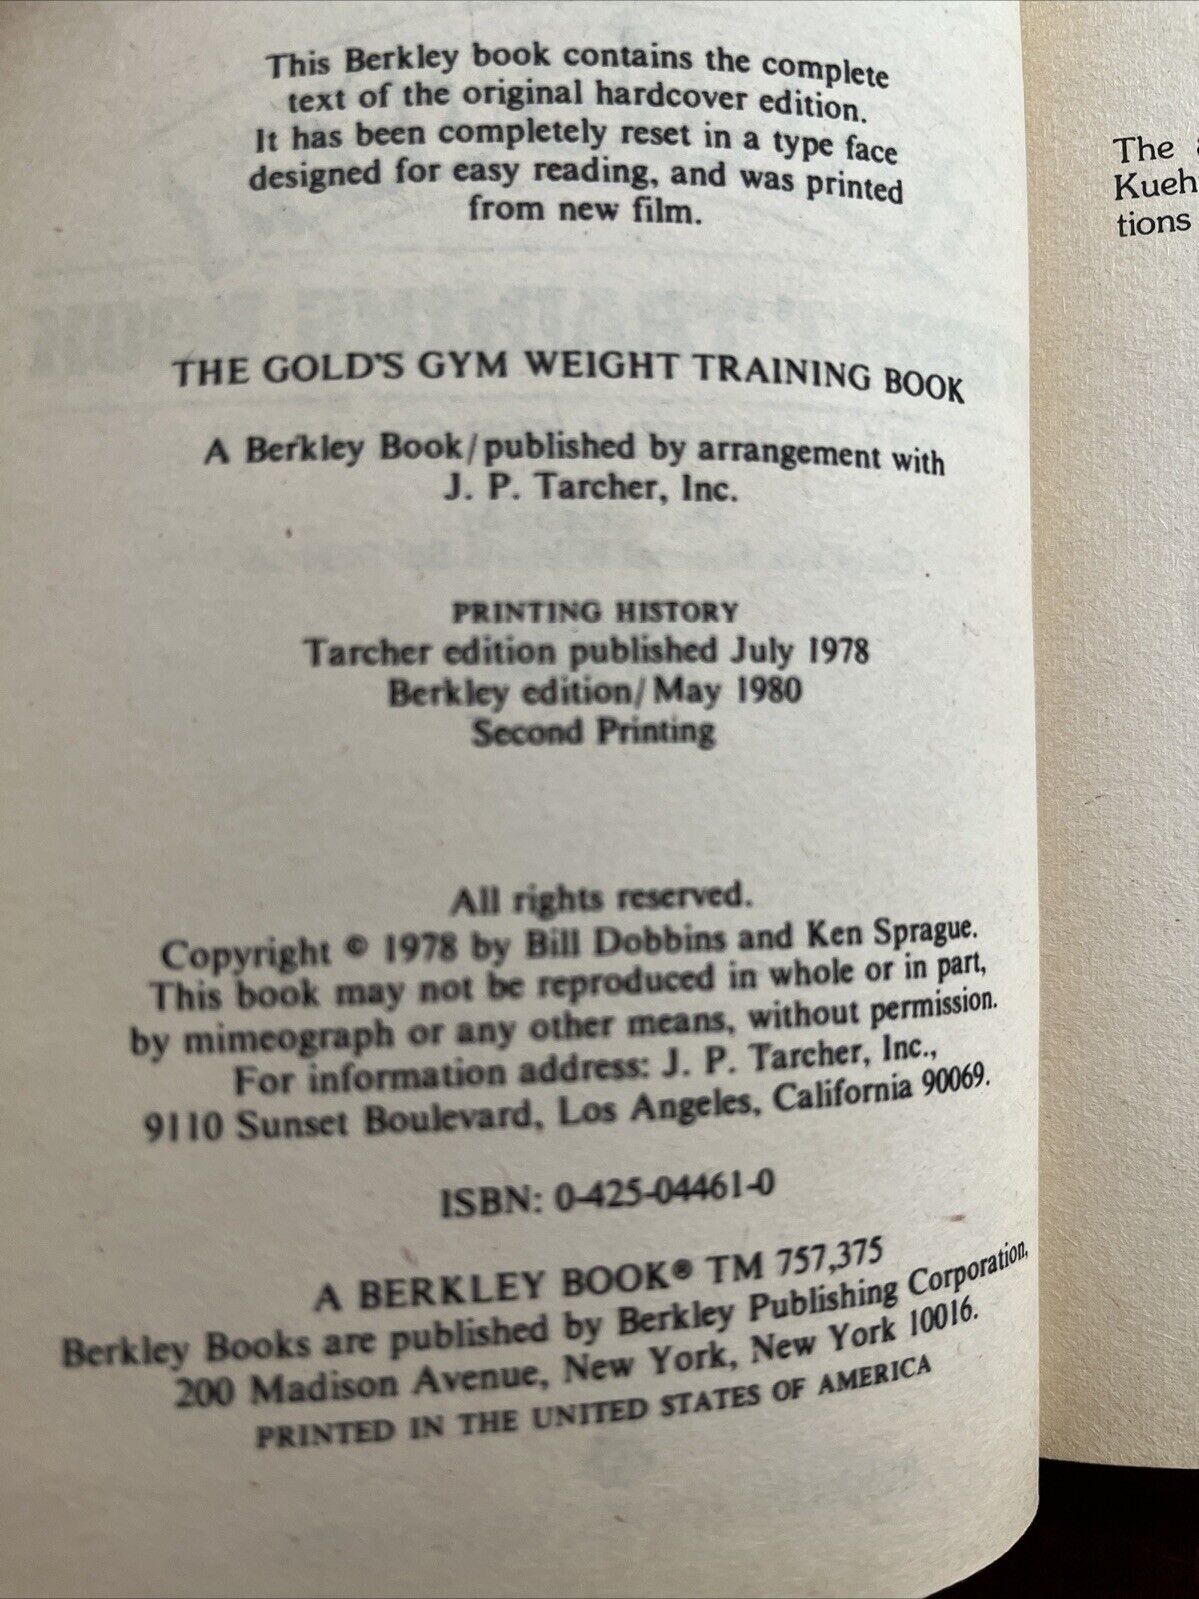 This Berkley book contains the complete
text of the original hardcover edition.
It has been completely reset in a type face
designed for easy reading, and was printed
from new film.
THE GOLD'S GYM WEIGHT TRAINING BOOK
A Berkley Book/published by arrangement with
J. P. Tarcher, Inc.
PRINTING HISTORY
Tarcher edition published July 1978
Berkley edition/May 1980
Second Printing
All rights reserved.
Copyright © 1978 by Bill Dobbins and Ken Sprague.
This book may not be reproduced in whole or in part,
by mimeograph or any other means, without permission.
For information address: J. P. Tarcher, Inc.,
9110 Sunset Boulevard, Los Angeles, California 90069.
ISBN: 0-425-04461-0
A BERKLEY BOOK® TM 757,375
Berkley Books are published by Berkley Publishing Corporation,
200 Madison Avenue, New York, New York 10016.
PRINTED IN THE UNITED STATES OF AMERICA
The
Kueh
tions